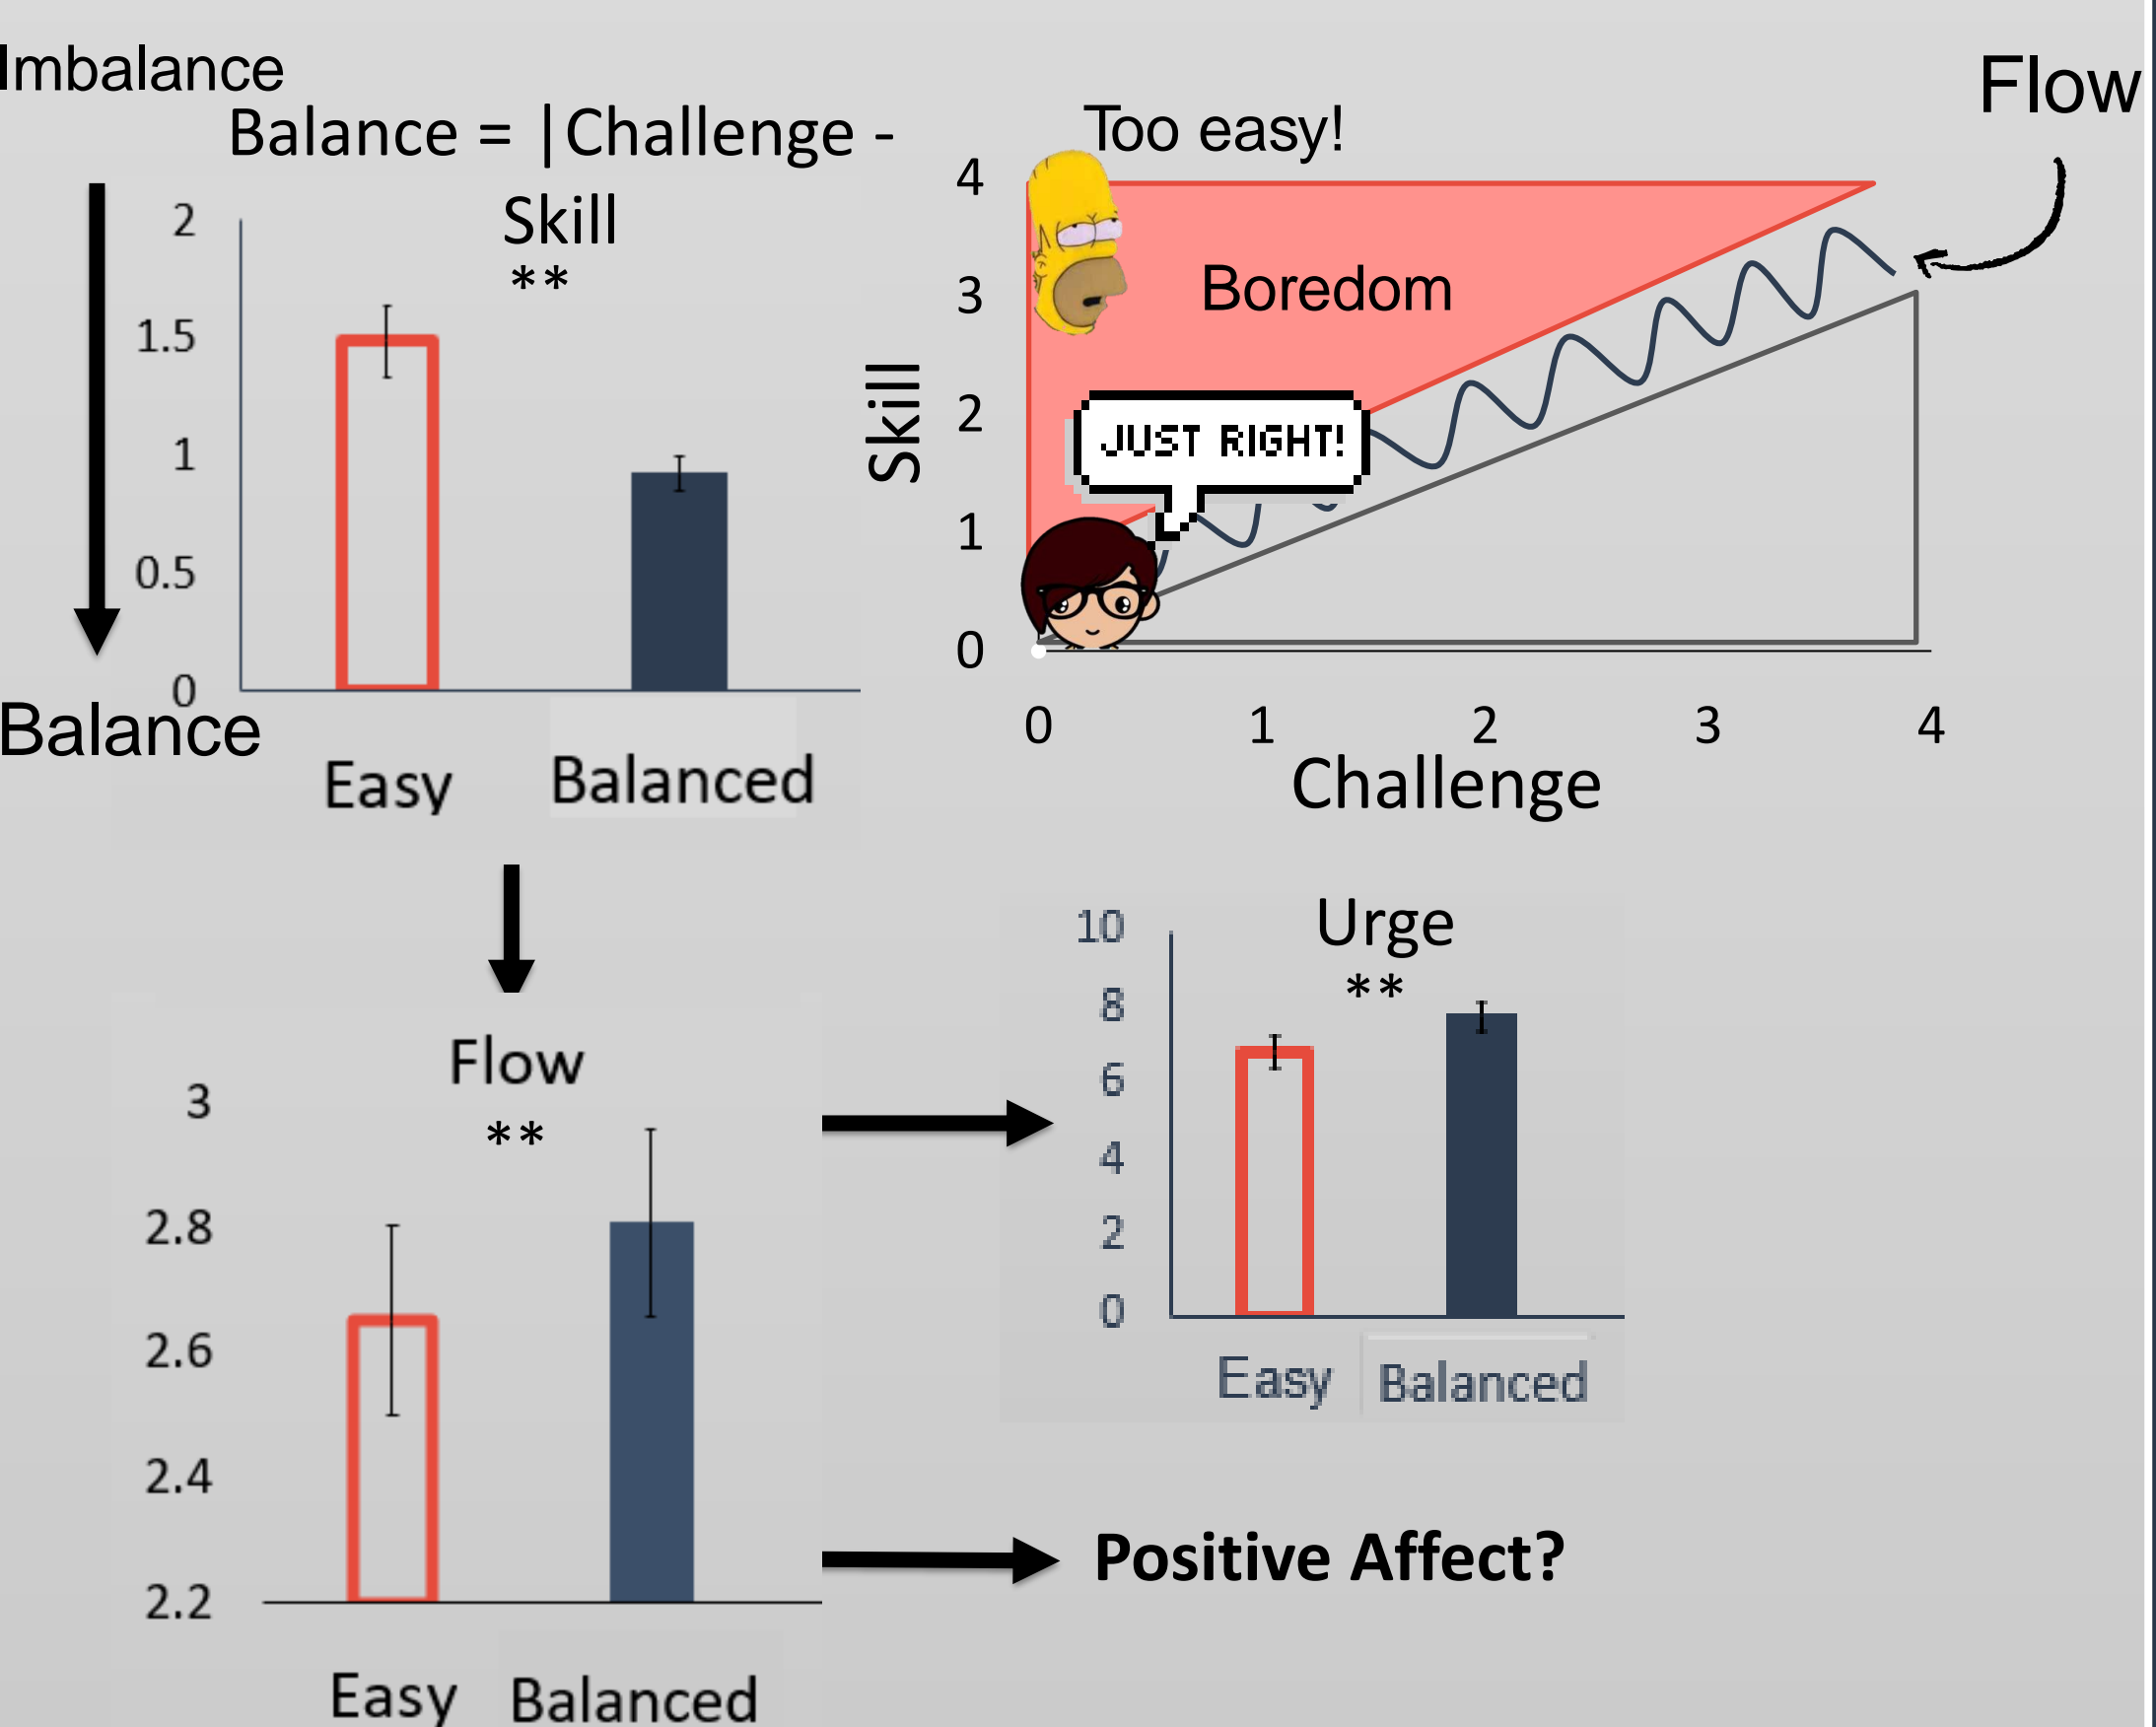 Imbalance
Balance = |Challenge -
Skill
**
2
1.5
1
0.5
0
Balance
Easy
Balanced
Too easy!
Flow
4
3
2
1
0
Skill
Boredom
JUST RIGHT!
0
1
2
3
4
Challenge
Flow
**
3
2.8
2.6
2.4
2.2
Easy
Balanced
Urge
**
10
8
6
4
2
0
Easy
Balanced
Positive Affect?